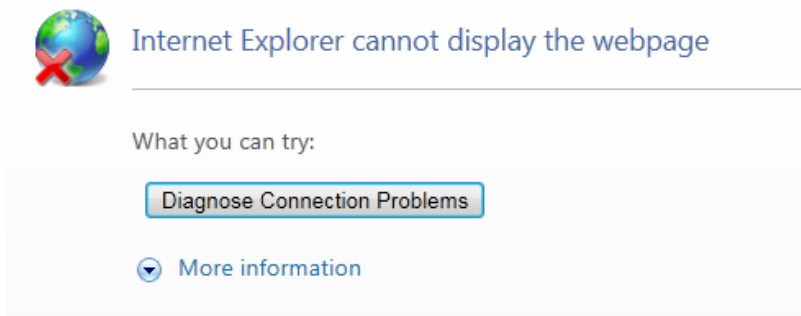 Internet Explorer cannot display the webpage
What you can try:
Diagnose Connection Problems
More information